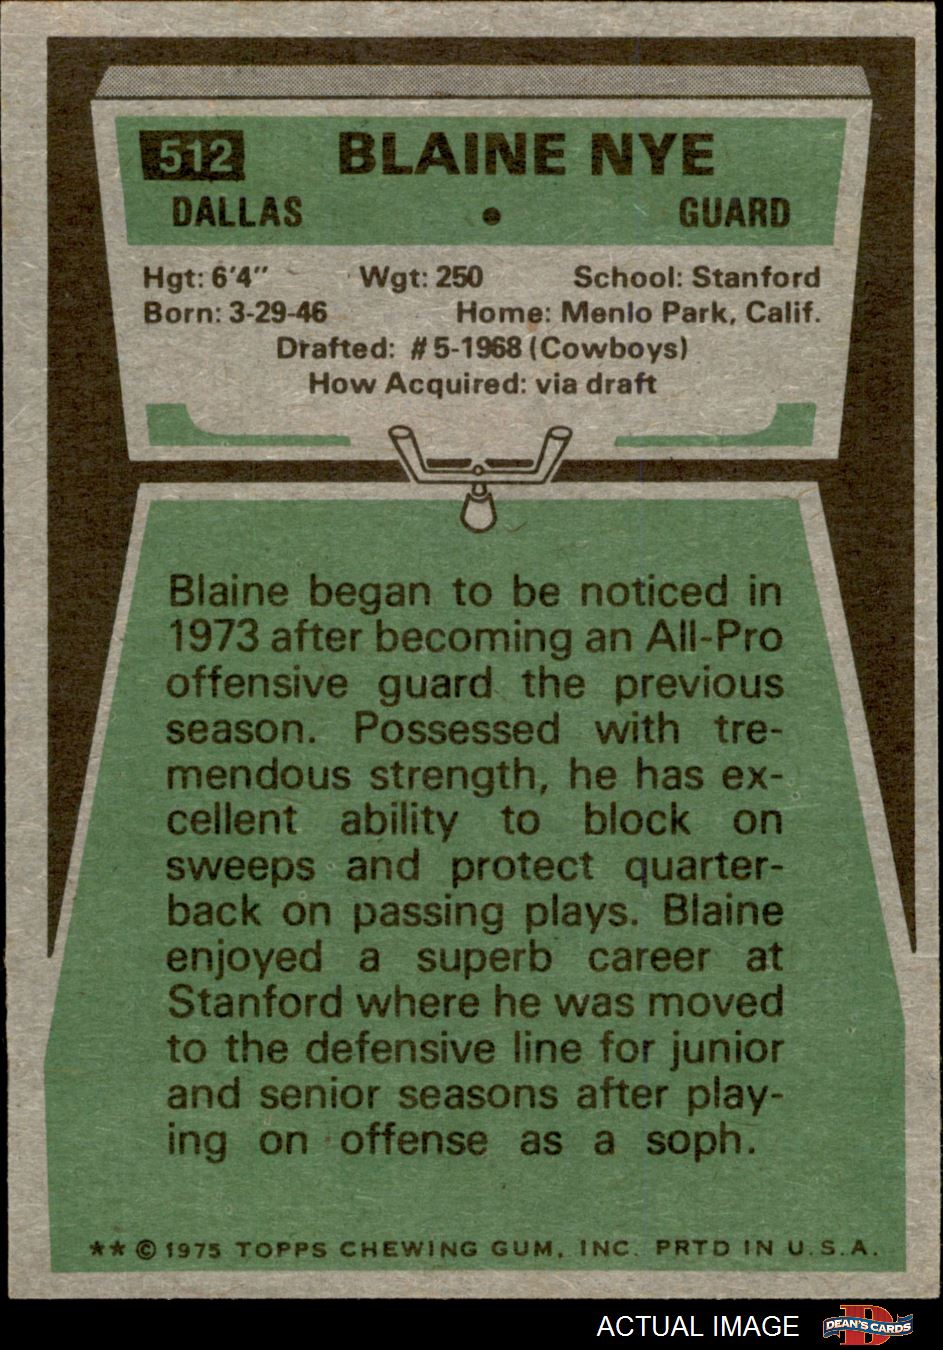 512 BLAINE NYE
DALLAS • GUARD
Hgt: 6'4" Wgt: 250 School: Stanford
Born: 3-29-46 Home: Menlo Park, Calif.
Drafted: #5-1968 (Cowboys)
How Acquired: via draft
Blaine began to be noticed in
1973 after becoming an All-Pro
offensive guard the previous
season. Possessed with tre-
mendous strength, he has ex-
cellent ability to block on
sweeps and protect quarter-
back on passing plays. Blaine
enjoyed a superb career at
Stanford where he was moved
to the defensive line for junior
and senior seasons after play-
ing on offense as a soph.
** © 1975 TOPPS CHEWING GUM, INC. PRTD IN U.S.A.
ACTUAL IMAGE D DEAN'S CARDS